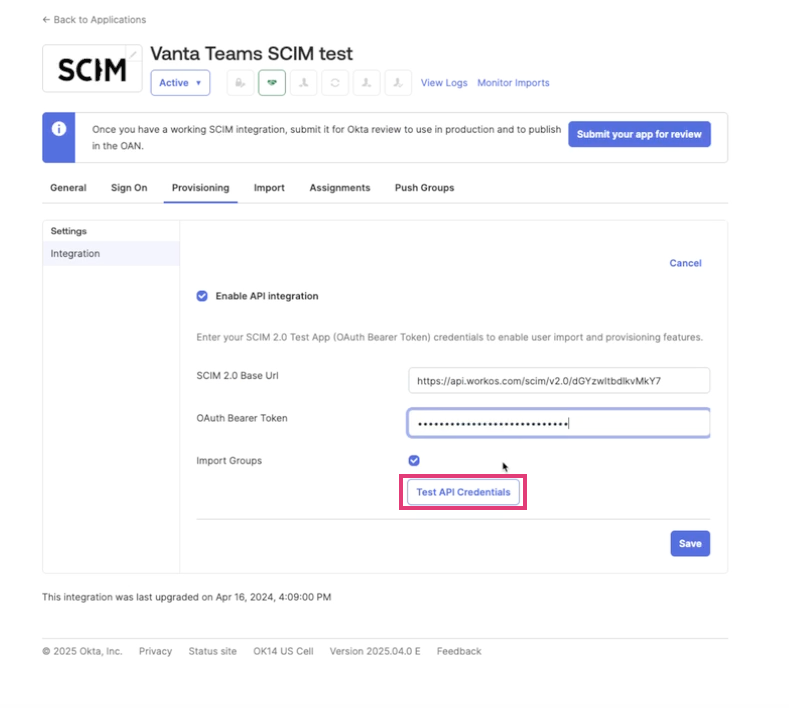 ← Back to Applications
SCIM
Vanta Teams SCIM test
Active ▼
View Logs
Monitor Imports
Once you have a working SCIM integration, submit it for Okta review to use in production and to publish
in the OAN.
Submit your app for review
General
Sign On
Provisioning
Import
Assignments
Push Groups
Settings
Integration
Cancel
Enable API integration
Enter your SCIM 2.0 Test App (OAuth Bearer Token) credentials to enable user import and provisioning features.
SCIM 2.0 Base Url
https://api.workos.com/scim/v2.0/dGYzwltbdlkvMkY7
OAuth Bearer Token
Import Groups
Test API Credentials
Save
This integration was last upgraded on Apr 16, 2024, 4:09:00 PM
© 2025 Okta, Inc.
Privacy
Status site
OK14 US Cell
Version 2025.04.0 E
Feedback